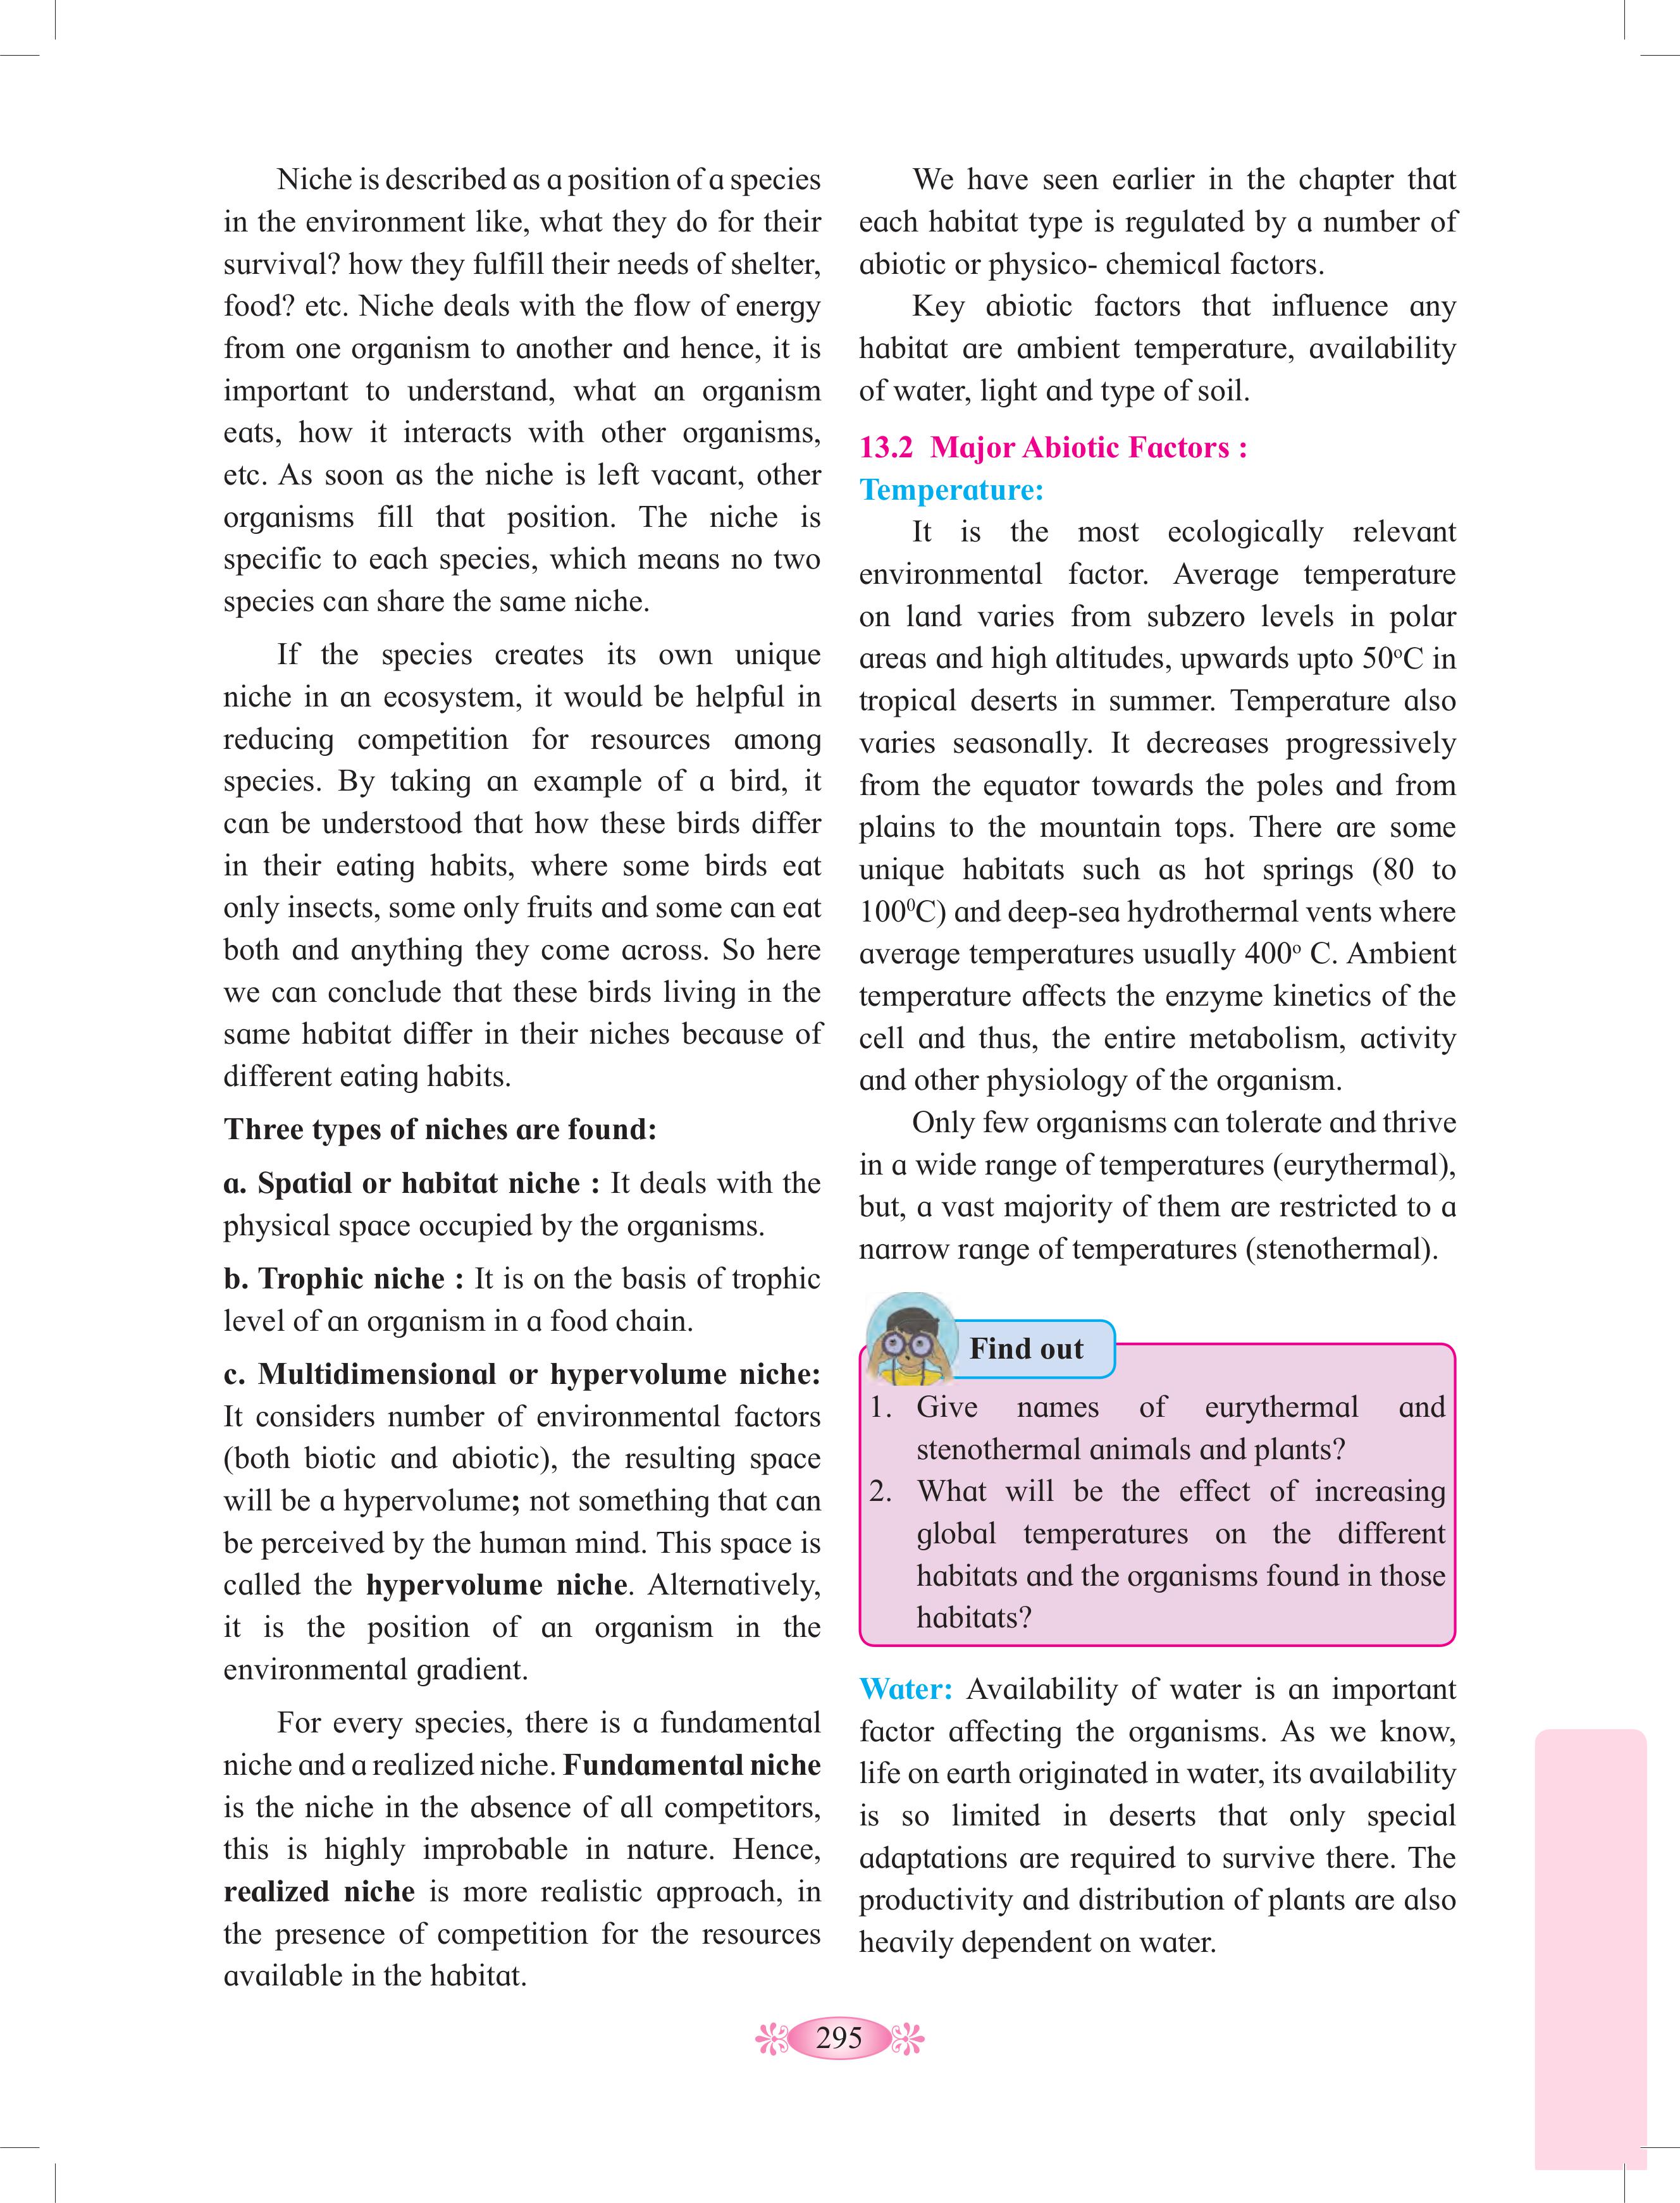 Niche is described as a position of a species
in the environment like, what they do for their
survival? how they fulfill their needs of shelter,
food? etc. Niche deals with the flow of energy
from one organism to another and hence, it is
important to understand, what an organism
eats, how it interacts with other organisms,
etc. As soon as the niche is left vacant, other
organisms fill that position. The niche is
specific to each species, which means no two
species can share the same niche.
If the species creates its own unique
niche in an ecosystem, it would be helpful in
reducing competition for resources among
species. By taking an example of a bird, it
can be understood that how these birds differ
in their eating habits, where some birds eat
only insects, some only fruits and some can eat
both and anything they come across. So here
we can conclude that these birds living in the
same habitat differ in their niches because of
different eating habits.
Three types of niches are found:
a. Spatial or habitat niche : It deals with the
physical space occupied by the organisms.
b. Trophic niche : It is on the basis of trophic
level of an organism in a food chain.
c. Multidimensional or hypervolume niche:
It considers number of environmental factors
(both biotic and abiotic), the resulting space
will be a hypervolume; not something that can
be perceived by the human mind. This space is
called the hypervolume niche. Alternatively,
it is the position of an organism in the
environmental gradient.
For every species, there is a fundamental
niche and a realized niche. Fundamental niche
is the niche in the absence of all competitors,
this is highly improbable in nature. Hence,
realized niche is more realistic approach, in
the presence of competition for the resources
available in the habitat.
We have seen earlier in the chapter that
each habitat type is regulated by a number of
abiotic or physico- chemical factors.
Key abiotic factors that influence any
habitat are ambient temperature, availability
of water, light and type of soil.
13.2 Major Abiotic Factors :
Temperature:
It is the most ecologically relevant
environmental factor. Average temperature
on land varies from subzero levels in polar
areas and high altitudes, upwards upto 50ºC in
tropical deserts in summer. Temperature also
varies seasonally. It decreases progressively
from the equator towards the poles and from
plains to the mountain tops. There are some
unique habitats such as hot springs (80 to
100⁰C) and deep-sea hydrothermal vents where
average temperatures usually 400º C. Ambient
temperature affects the enzyme kinetics of the
cell and thus, the entire metabolism, activity
and other physiology of the organism.
Only few organisms can tolerate and thrive
in a wide range of temperatures (eurythermal),
but, a vast majority of them are restricted to a
narrow range of temperatures (stenothermal).
Find out
1. Give names of eurythermal and
stenothermal animals and plants?
2. What will be the effect of increasing
global temperatures on the different
habitats and the organisms found in those
habitats?
Water: Availability of water is an important
factor affecting the organisms. As we know,
life on earth originated in water, its availability
is so limited in deserts that only special
adaptations are required to survive there. The
productivity and distribution of plants are also
heavily dependent on water.
295